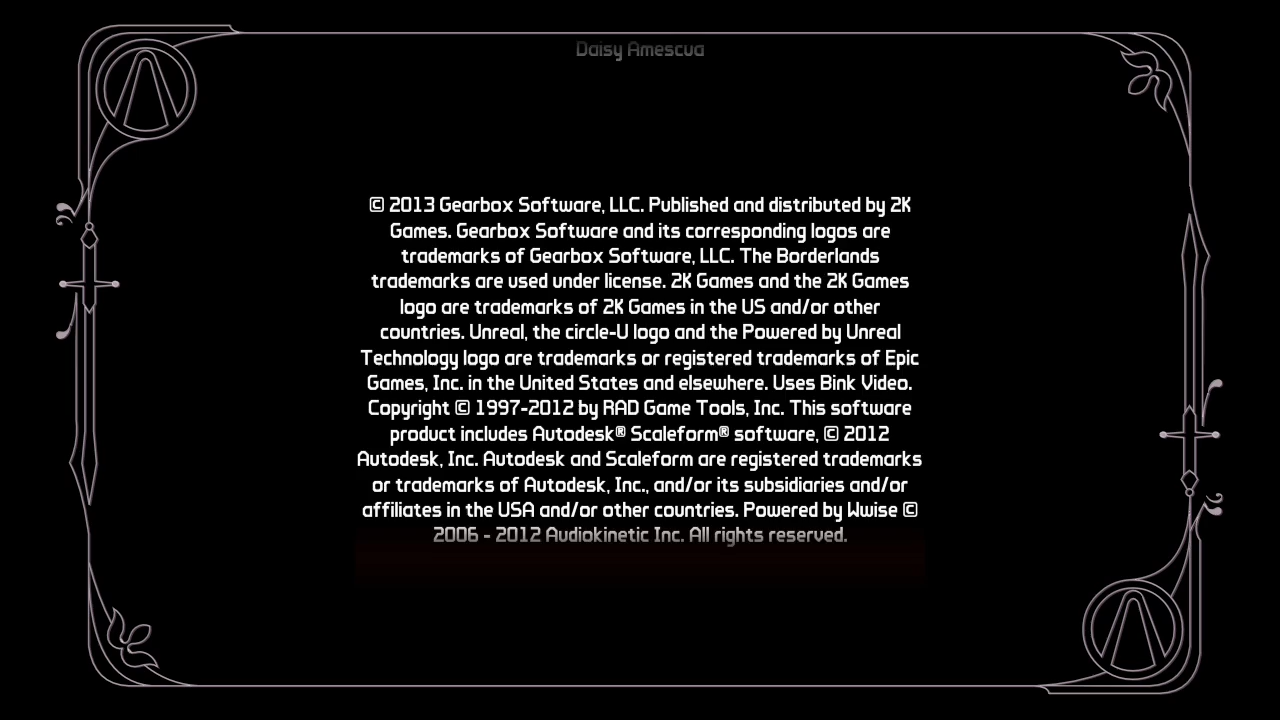 Daisy Amescua
© 2013 Gearbox Software, LLC. Published and distributed by 2K
Games. Gearbox Software and its corresponding logos are
trademarks of Gearbox Software, LLC. The Borderlands
trademarks are used under license. 2K Games and the 2K Games
logo are trademarks of 2K Games in the US and/or other
countries. Unreal, the circle-U logo and the Powered by Unreal
Technology logo are trademarks or registered trademarks of Epic
Games, Inc. in the United States and elsewhere. Uses Bink Video.
Copyright © 1997-2012 by RAD Game Tools, Inc. This software
product includes Autodesk® Scaleform® software, © 2012
Autodesk, Inc. Autodesk and Scaleform are registered trademarks
or trademarks of Autodesk, Inc., and/or its subsidiaries and/or
affiliates in the USA and/or other countries. Powered by Wwise ©
2006 - 2012 Audiokinetic Inc. All rights reserved.